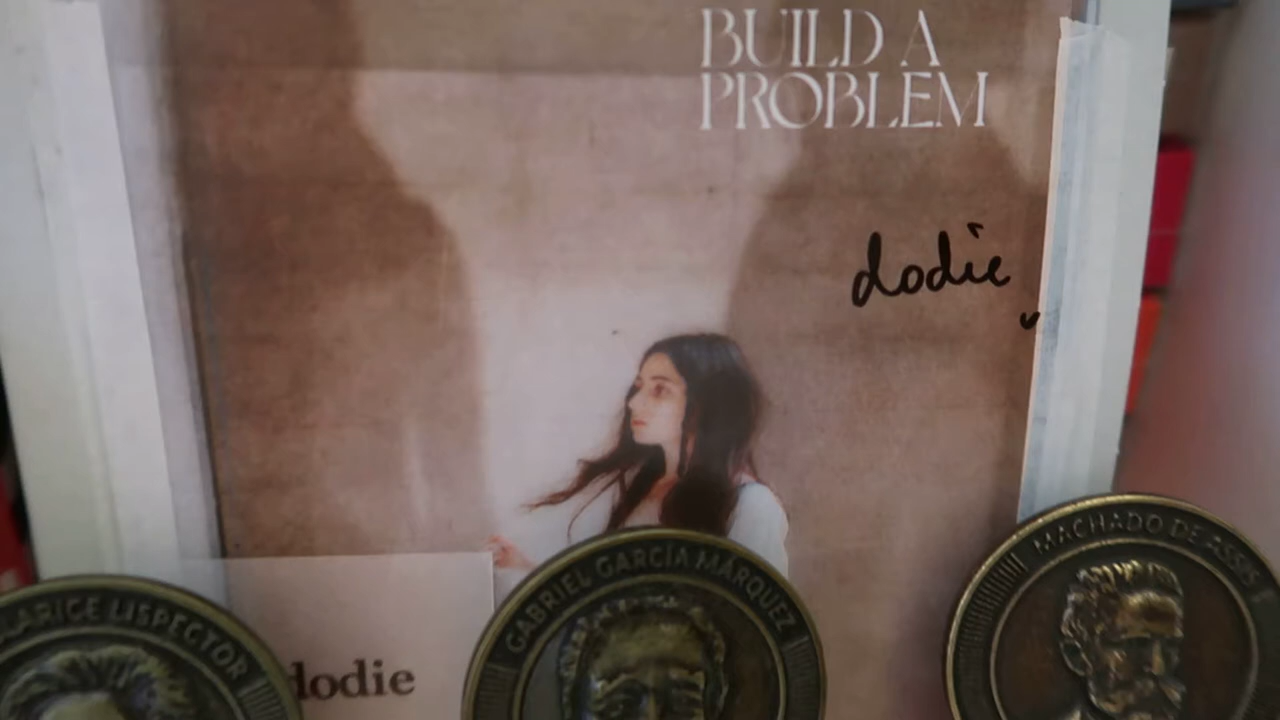 BUILD A
PROBLEM
dodie
CLARICE LISPECTOR
GABRIEL GARCÍA MÁRQUEZ
MACHADO DE ASSIS
dodie